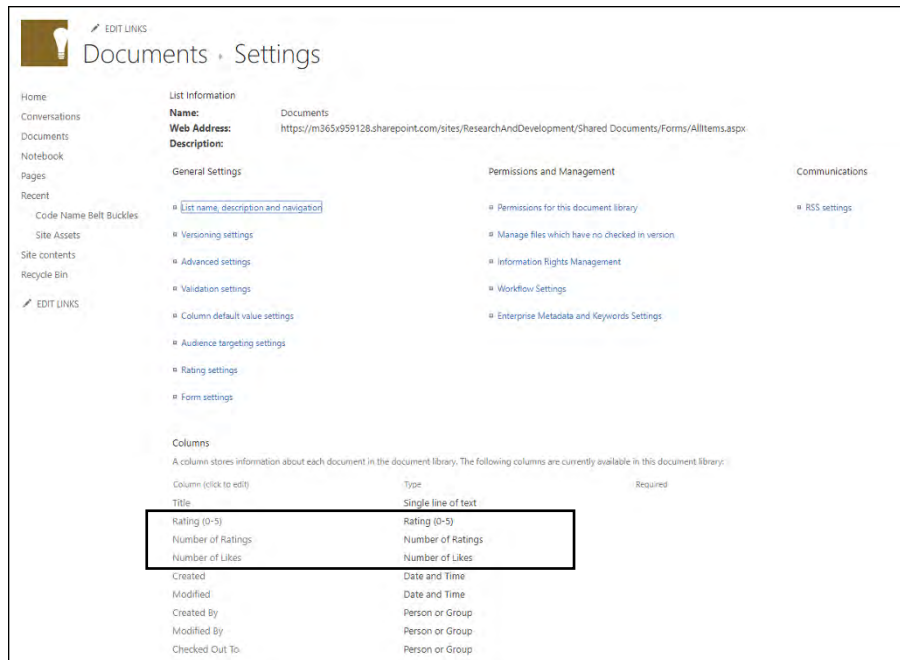 EDIT LINKS
Documents › Settings
Home
Conversations
Documents
Notebook
Pages
Recent
Code Name Belt Buckles
Site Assets
Site contents
Recycle Bin
EDIT LINKS
List Information
Name: Documents
Web Address: https://m365x959128.sharepoint.com/sites/ResearchAndDevelopment/Shared Documents/Forms/AllItems.aspx
Description:
General Settings
List name, description and navigation
Versioning settings
Advanced settings
Validation settings
Column default value settings
Audience targeting settings
Rating settings
Form settings
Permissions and Management
Permissions for this document library
Manage files which have no checked in version
Information Rights Management
Workflow Settings
Enterprise Metadata and Keywords Settings
Communications
RSS settings
Columns
A column stores information about each document in the document library. The following columns are currently available in this document library:
Column (click to edit) Type Required
Title Single line of text
Rating (0-5) Rating (0-5)
Number of Ratings Number of Ratings
Number of Likes Number of Likes
Created Date and Time
Modified Date and Time
Created By Person or Group
Modified By Person or Group
Checked Out To Person or Group